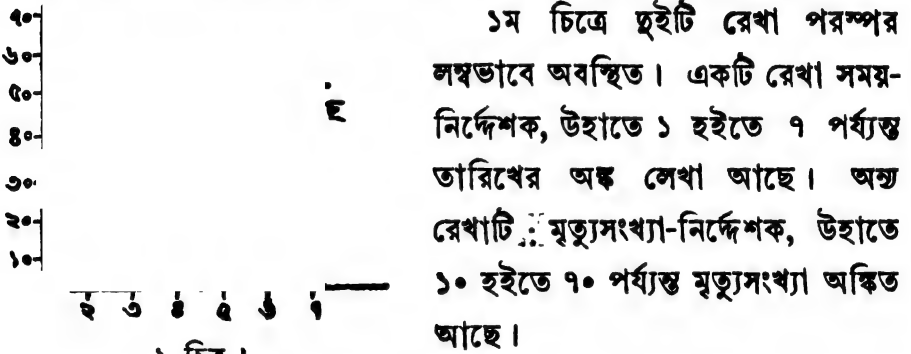 ৭০
৬০
৫০
৪০
৩০
২০
১০
ছ
২ ৩ ৪ ৫ ৬ ৭
১ চিত্র ।
১ম চিত্রে দুইটি রেখা পরস্পর
লম্বভাবে অবস্থিত। একটি রেখা সময়-
নির্দ্দেশক, উহাতে ১ হইতে ৭ পর্য্যন্ত
তারিখের অঙ্ক লেখা আছে। অন্য
রেখাটি মৃত্যুসংখ্যা-নির্দ্দেশক, উহাতে
১০ হইতে ৭০ পর্য্যন্ত মৃত্যুসংখ্যা অঙ্কিত
আছে।